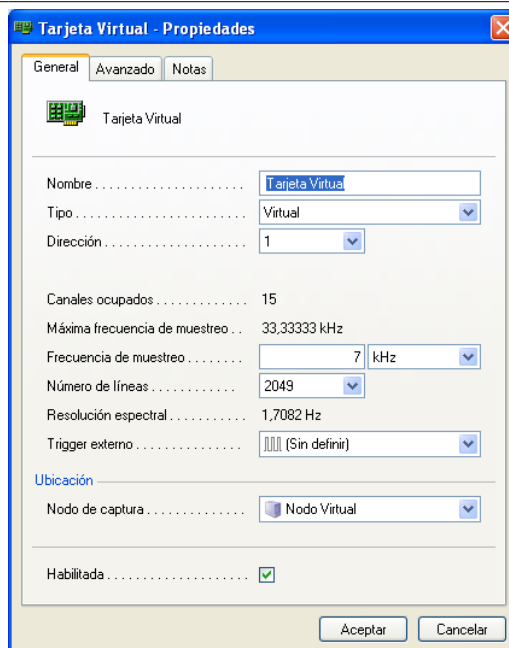 Tarjeta Virtual - Propiedades
General Avanzado Notas
Tarjeta Virtual
Nombre . . . . . . . . . . . . . . . . . . . . . Tarjeta Virtual
Tipo . . . . . . . . . . . . . . . . . . . . . . . . Virtual
Dirección . . . . . . . . . . . . . . . . . . . . 1
Canales ocupados . . . . . . . . . . . . . 15
Máxima frecuencia de muestreo . . 33,33333 kHz
Frecuencia de muestreo . . . . . . . . 7 kHz
Número de líneas . . . . . . . . . . . . 2049
Resolución espectral . . . . . . . . . . . 1,7082 Hz
Trigger externo . . . . . . . . . . . . . . . (Sin definir)
Ubicación
Nodo de captura . . . . . . . . . . . . . . Nodo Virtual
Habilitada . . . . . . . . . . . . . . . . . . . .
Aceptar Cancelar